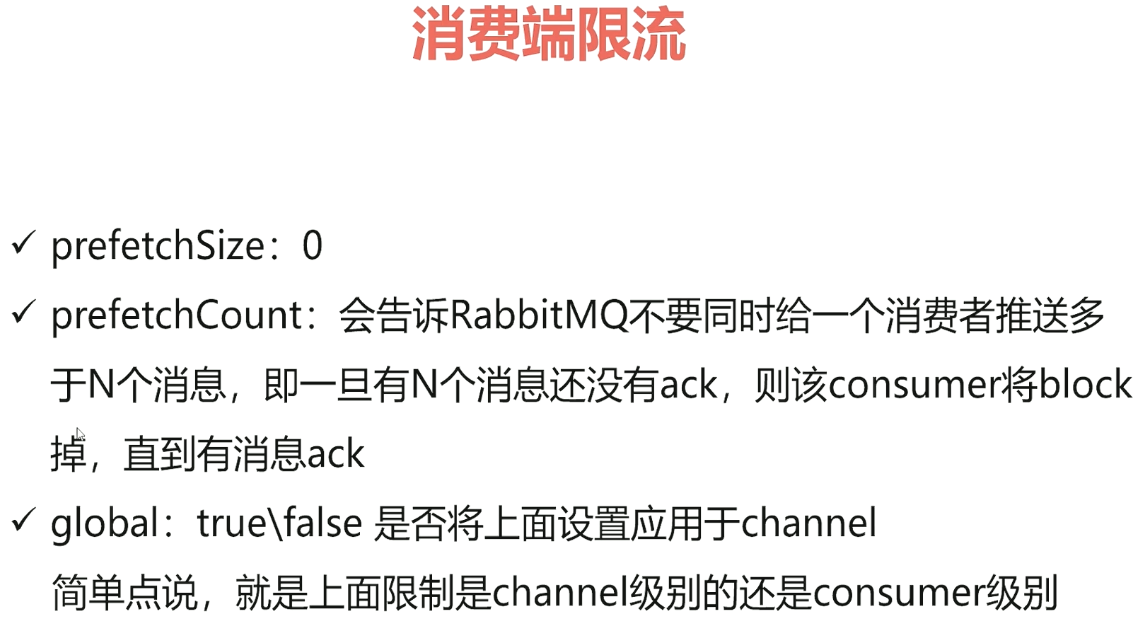 消费端限流
✓ prefetchSize：0
✓ prefetchCount：会告诉RabbitMQ不要同时给一个消费者推送多
于N个消息，即一旦有N个消息还没有ack，则该consumer将block
掉，直到有消息ack
✓ global：true\false 是否将上面设置应用于channel
简单点说，就是上面限制是channel级别的还是consumer级别